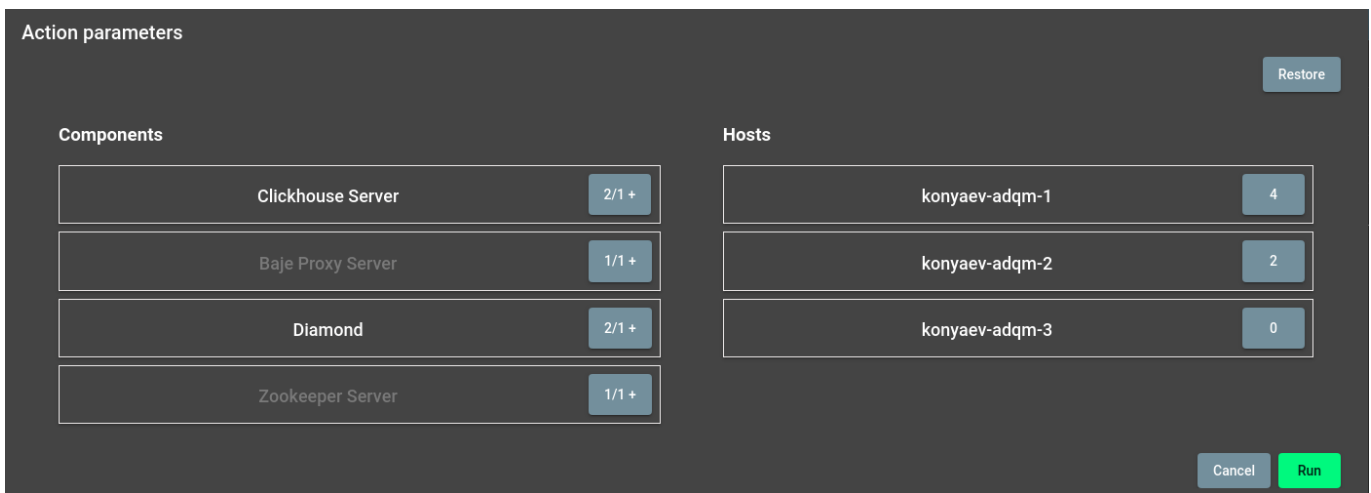 Action parameters
Restore
Components
Hosts
Clickhouse Server 2/1 +
konyaev-adqm-1 4
Baje Proxy Server 1/1 +
konyaev-adqm-2 2
Diamond 2/1 +
konyaev-adqm-3 0
Zookeeper Server 1/1 +
Cancel Run